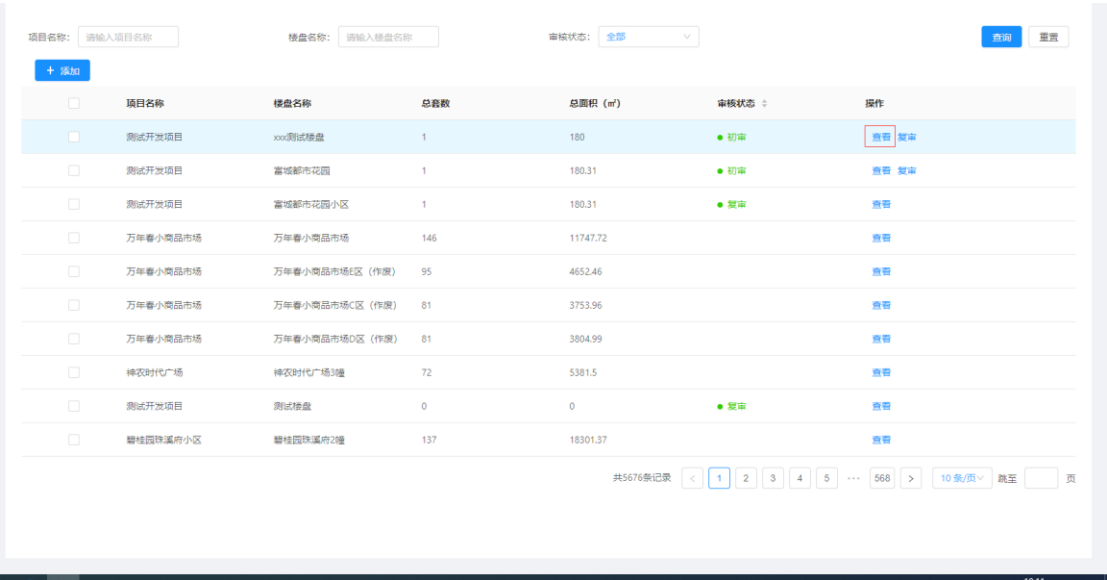 项目名称： 请输入项目名称 楼盘名称： 请输入楼盘名称 审核状态： 全部 查询 重置
+ 添加
项目名称 楼盘名称 总套数 总面积（㎡） 审核状态 操作
测试开发项目 xxx测试楼盘 1 180 初审 查看 复审
测试开发项目 富城都市花园 1 180.31 初审 查看 复审
测试开发项目 富城都市花园小区 1 180.31 复审 查看
万年春小商品市场 万年春小商品市场 146 11747.72 查看
万年春小商品市场 万年春小商品市场E区（作废） 95 4652.46 查看
万年春小商品市场 万年春小商品市场C区（作废） 81 3753.96 查看
万年春小商品市场 万年春小商品市场D区（作废） 81 3804.99 查看
神农时代广场 神农时代广场3幢 72 5381.5 查看
测试开发项目 测试楼盘 0 0 复审 查看
碧桂园珠溪府小区 碧桂园珠溪府2幢 137 18301.37 查看
共5676条记录 < 1 2 3 4 5 ••• 568 > 10 条/页 跳至 页